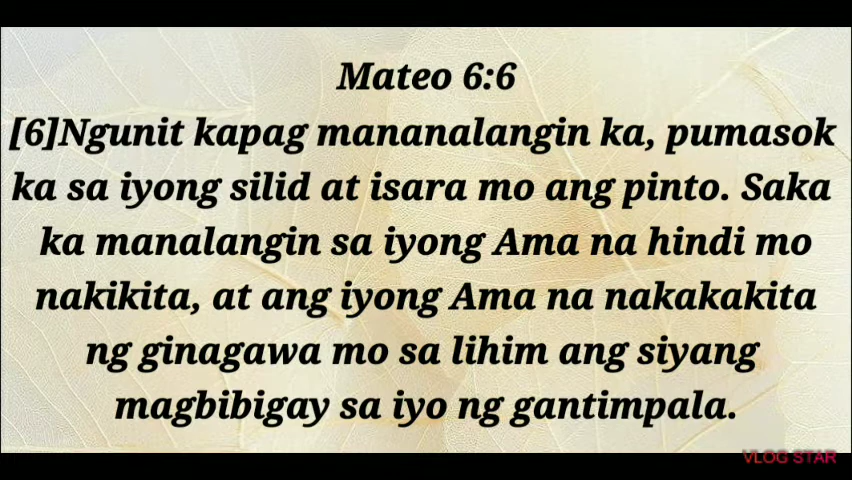 Mateo 6:6
[6]Ngunit kapag mananalangin ka, pumasok
ka sa iyong silid at isara mo ang pinto. Saka
ka manalangin sa iyong Ama na hindi mo
nakikita, at ang iyong Ama na nakakakita
ng ginagawa mo sa lihim ang siyang
magbibigay sa iyo ng gantimpala.
VLOG STAR